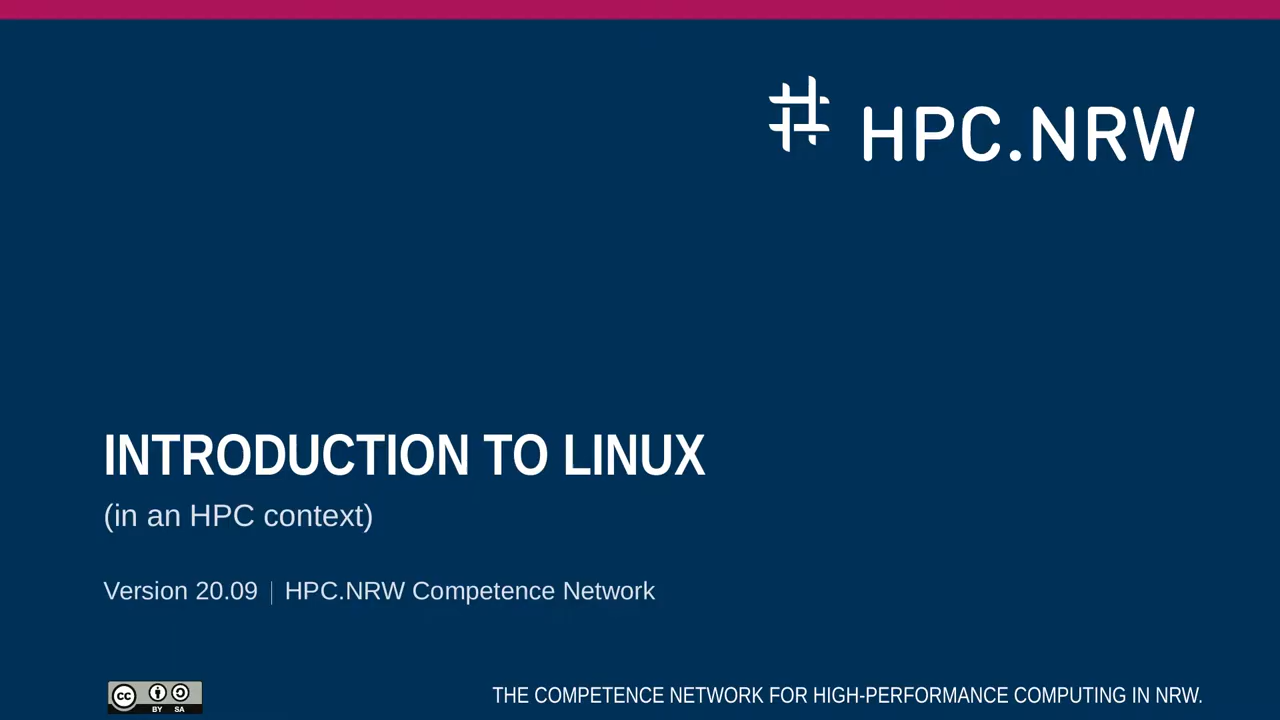 HPC.NRW
INTRODUCTION TO LINUX
(in an HPC context)
Version 20.09 | HPC.NRW Competence Network
cc BY SA
THE COMPETENCE NETWORK FOR HIGH-PERFORMANCE COMPUTING IN NRW.